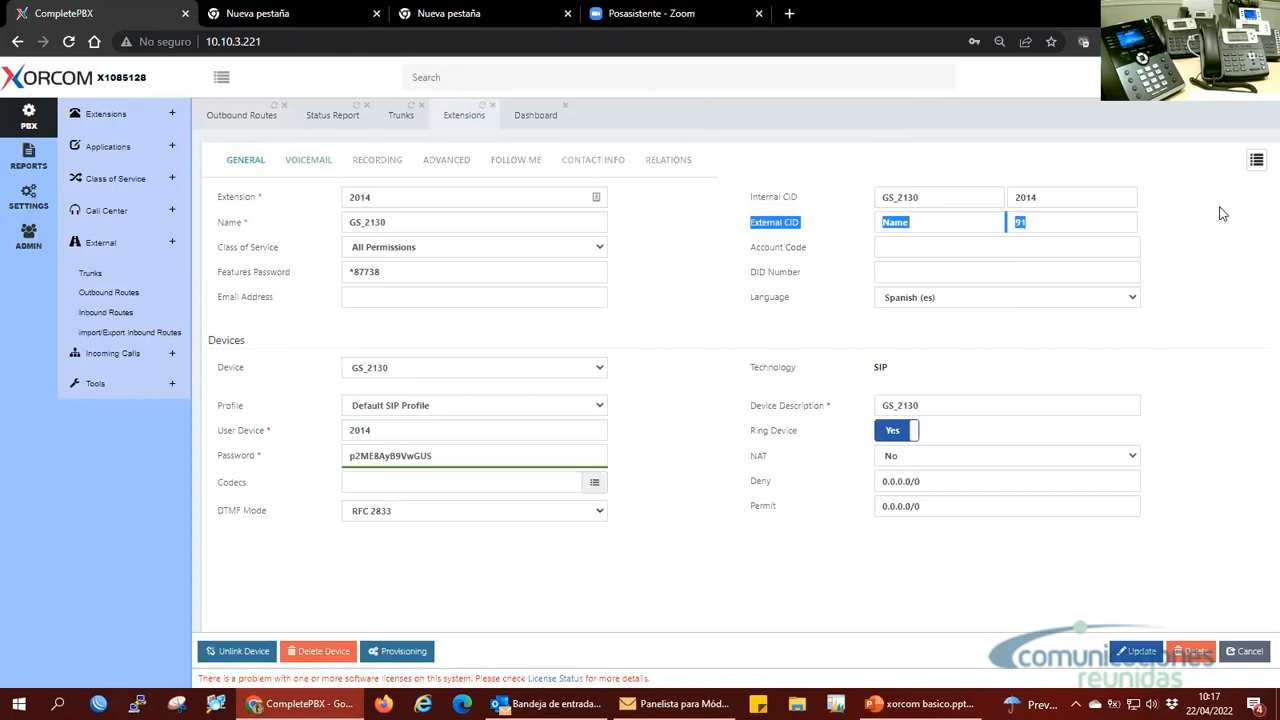 CompletePBX
Nueva pestaña
Nueva pestaña
Posasistente - Zoom
No seguro
10.10.3.221
XORCOM X1085128
Search
PBX
REPORTS
SETTINGS
ADMIN
Extensions
Applications
Class of Service
Call Center
External
Trunks
Outbound Routes
Inbound Routes
Import/Export Inbound Routes
Incoming Calls
Tools
Outbound Routes
Status Report
Trunks
Extensions
Dashboard
GENERAL
VOICEMAIL
RECORDING
ADVANCED
FOLLOW ME
CONTACT INFO
RELATIONS
Extension *
2014
Name *
GS_2130
Class of Service
All Permissions
Features Password
*87738
Email Address
Internal CID
GS_2130
2014
External CID
Name
91
Account Code
DID Number
Language
Spanish (es)
Devices
Device
GS_2130
Profile
Default SIP Profile
User Device *
2014
Password *
p2ME8AyB9VwGUS
Codecs
DTMF Mode
RFC 2833
Technology
SIP
Device Description *
GS_2130
Ring Device
Yes
NAT
No
Deny
0.0.0.0/0
Permit
0.0.0.0/0
Unlink Device
Delete Device
Provisioning
Update
Delete
Cancel
There is a problem with one or more software licenses on this system. Please check License Status for more details.
comunicaciones
reunidas
CompletePBX - Go...
Bandeja de entrada...
Panelista para Mód...
xorcom basico.ppt...
Prev...
10:17
22/04/2022
4